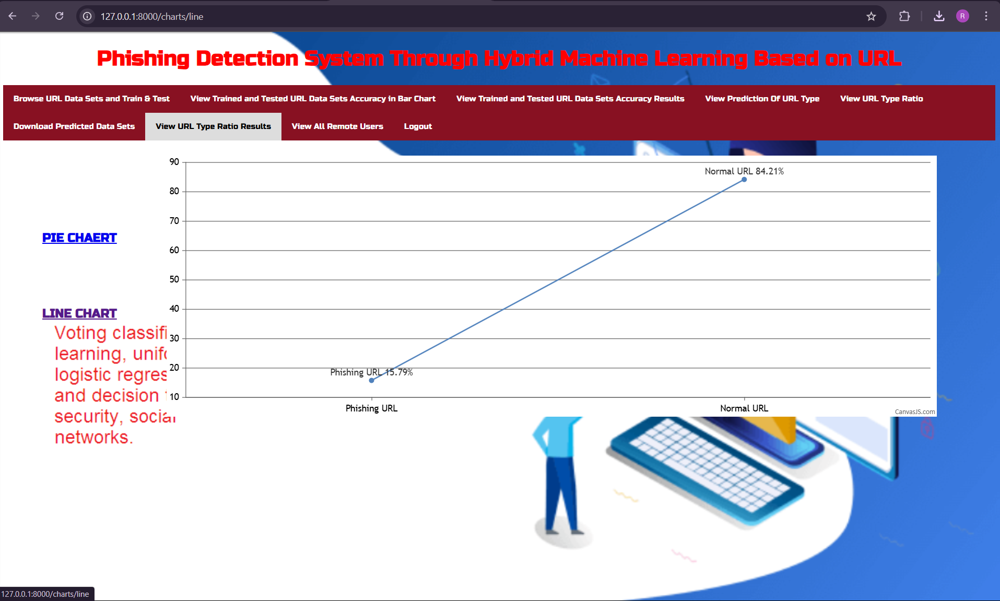 127.0.0.1:8000/charts/line
R
Phishing Detection System Through Hybrid Machine Learning Based on URL
Browse URL Data Sets and Train & Test View Trained and Tested URL Data Sets Accuracy in Bar Chart View Trained and Tested URL Data Sets Accuracy Results View Prediction Of URL Type View URL Type Ratio
Download Predicted Data Sets View URL Type Ratio Results View All Remote Users Logout
90
Normal URL 84.21%
80
70
PIE CHAERT
60
50
40
LINE CHART
Voting classifi
30
learning, unif
20
Phishing URL 15.79%
logistic regres
and decision
10
Phishing URL
Normal URL
CanvasJS.com
security, social
networks.
127.0.0.1:8000/charts/line